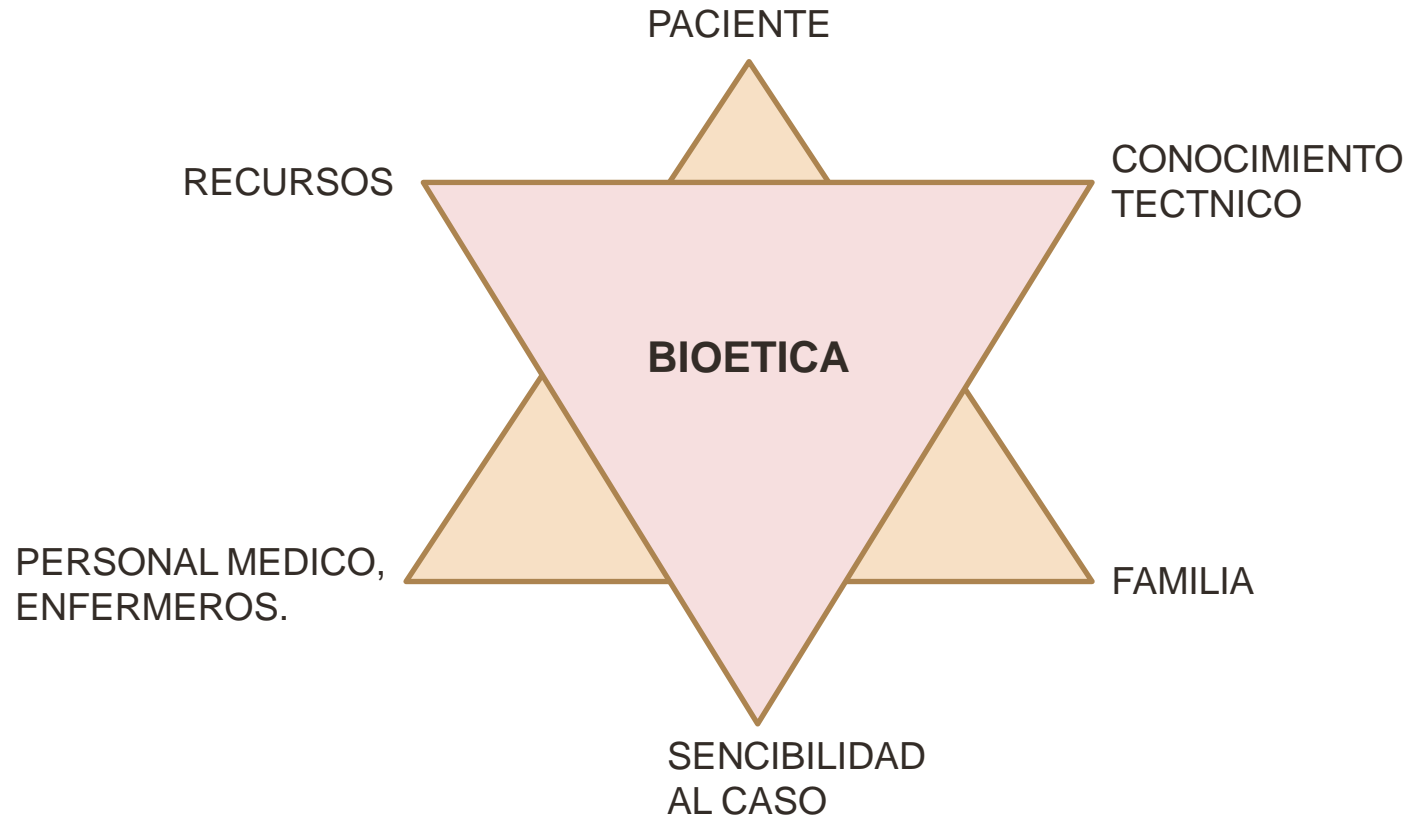 PACIENTE
RECURSOS
CONOCIMIENTO
TECTNICO
BIOETICA
PERSONAL MEDICO,
ENFERMEROS.
FAMILIA
SENCIBILIDAD
AL CASO